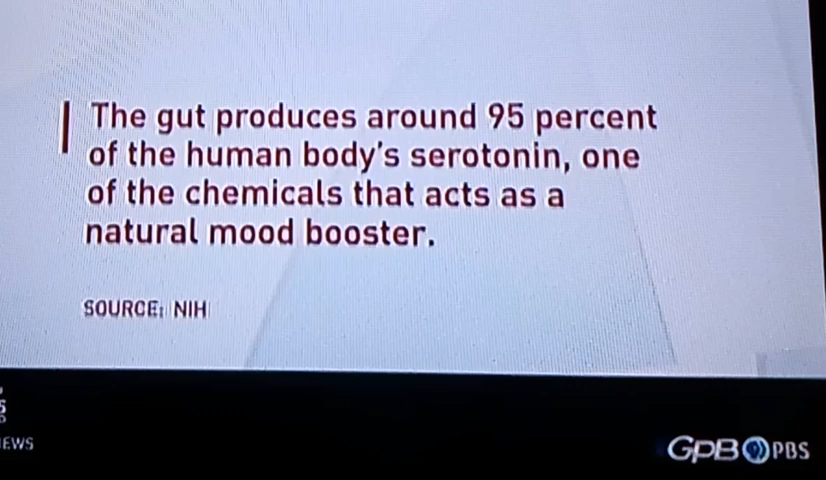 The gut produces around 95 percent
of the human body's serotonin, one
of the chemicals that acts as a
natural mood booster.
SOURCE: NIH
GPB PBS